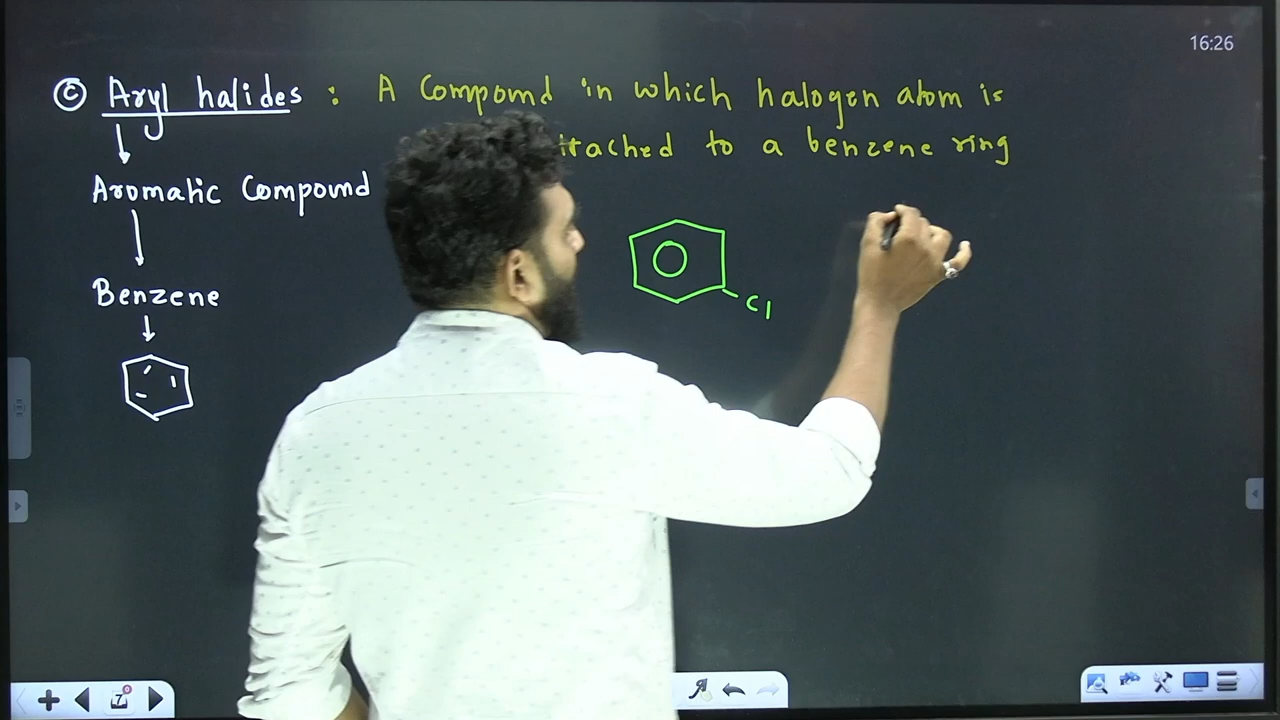 16:26
© Aryl halides : A Compound in which halogen atom is
attached to a benzene ring
Aromatic Compound
Benzene
Cl